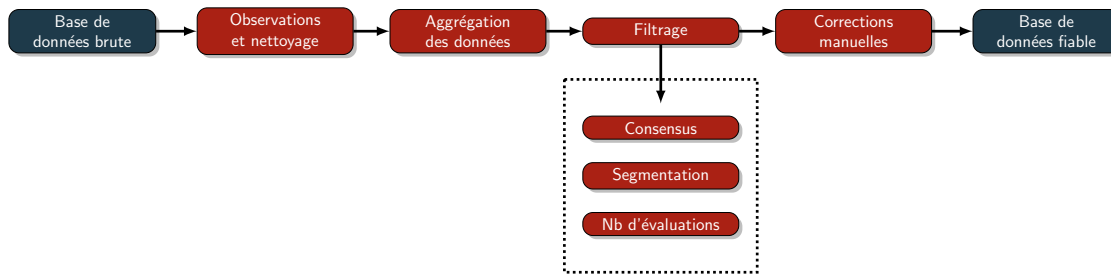 Base de
données brute
Observations
et nettoyage
Aggrégation
des données
Filtrage
Corrections
manuelles
Base de
données fiable
Consensus
Segmentation
Nb d'évaluations